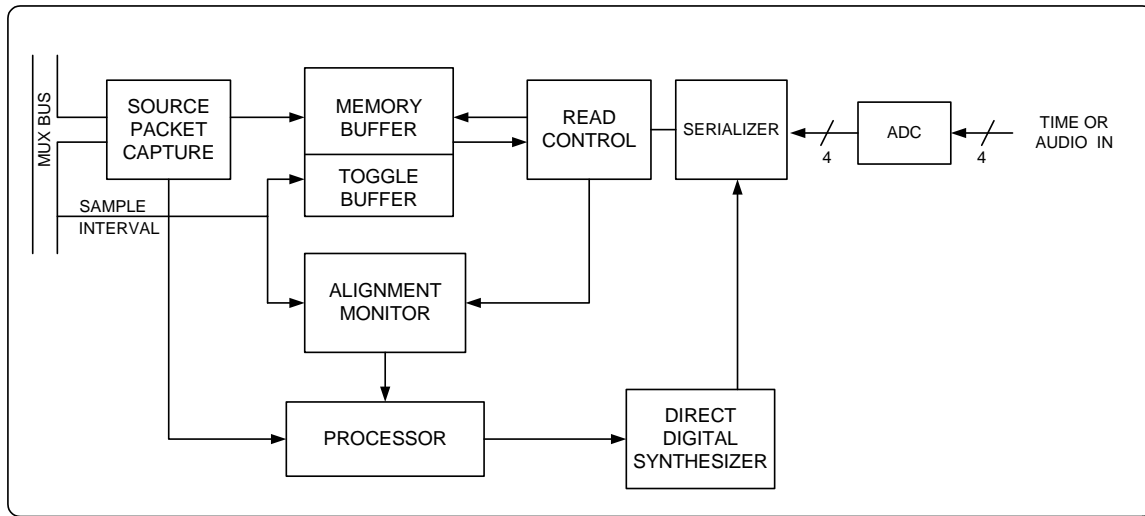 MUX BUS
SOURCE
PACKET
CAPTURE
MEMORY
BUFFER
TOGGLE
BUFFER
READ
CONTROL
SERIALIZER
4
ADC
4
TIME OR
AUDIO IN
SAMPLE
INTERVAL
ALIGNMENT
MONITOR
PROCESSOR
DIRECT
DIGITAL
SYNTHESIZER